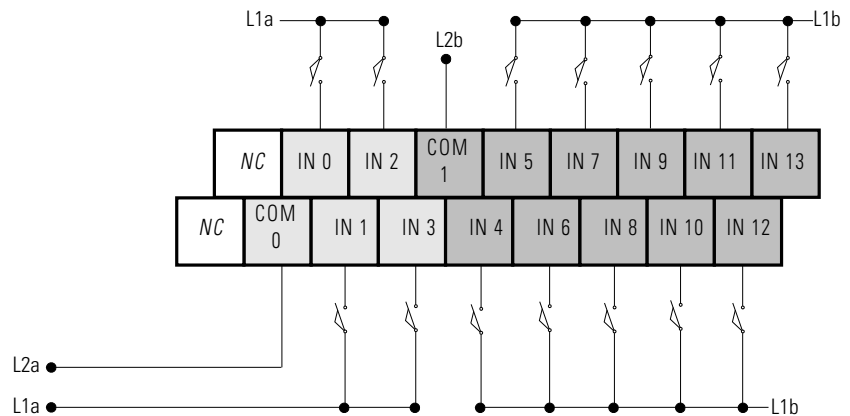 L1a
L2b
L1b
NC IN 0 IN 2 COM 1 IN 5 IN 7 IN 9 IN 11 IN 13
NC COM 0 IN 1 IN 3 IN 4 IN 6 IN 8 IN 10 IN 12
L2a
L1a
L1b